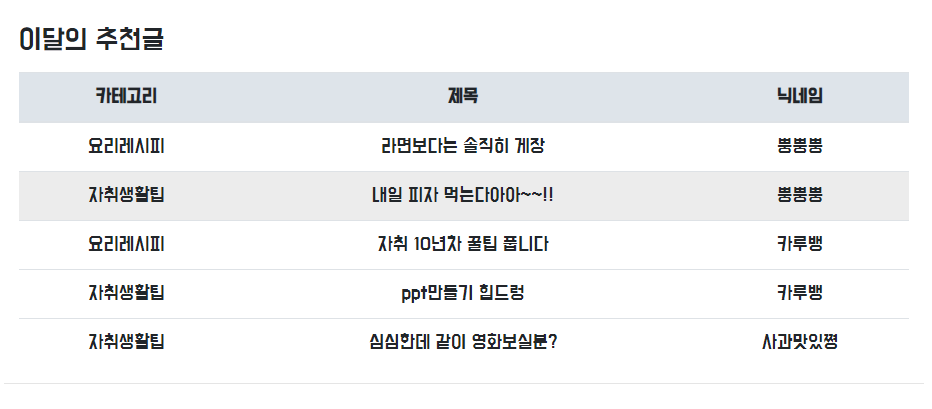 이달의 추천글
카테고리 제목 닉네임
요리레시피 라면보다는 솔직히 게장 뿡뿡뿡
자취생활팁 내일 피자 먹는다아아~~!! 뿡뿡뿡
요리레시피 자취 10년차 꿀팁 풉니다 카루뱅
자취생활팁 ppt만들기 힘드렁 카루뱅
자취생활팁 심심한데 같이 영화보실분? 사과맛있쪙